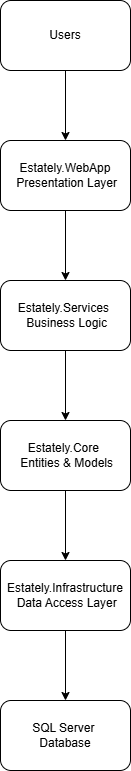 Users
Estately.WebApp
Presentation Layer
Estately.Services
Business Logic
Estately.Core
Entities & Models
Estately.Infrastructure
Data Access Layer
SQL Server
Database